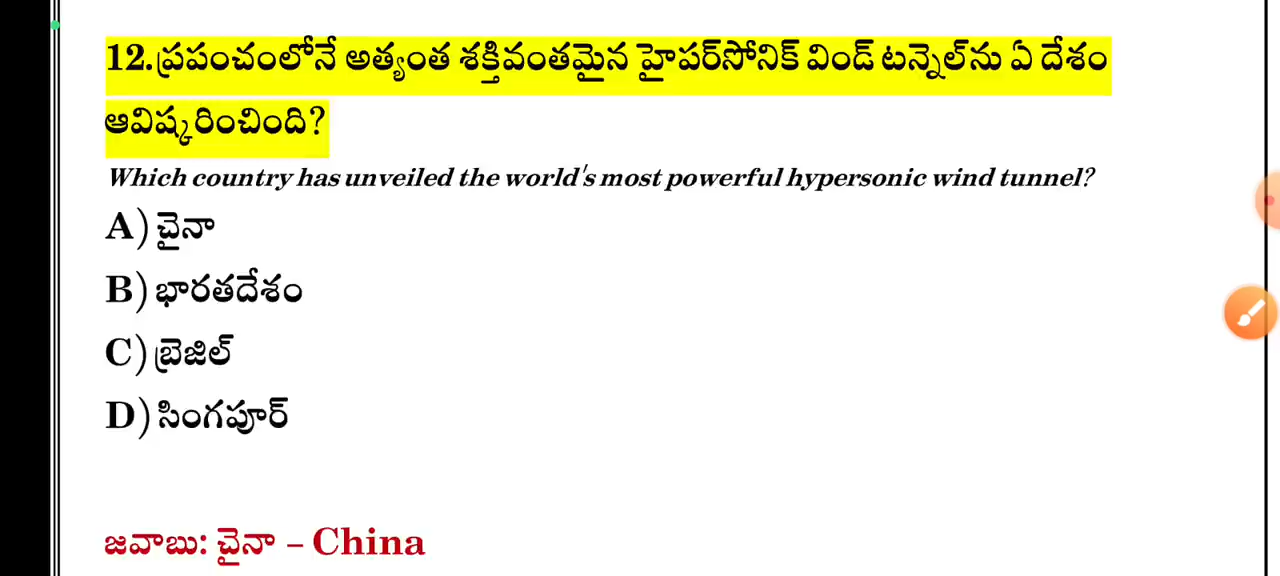 12.ప్రపంచంలోనే అత్యంత శక్తివంతమైన హైపర్‌సోనిక్ విండ్ టన్నెల్‌ను ఏ దేశం
ఆవిష్కరించింది?
Which country has unveiled the world's most powerful hypersonic wind tunnel?
A) చైనా
B) భారతదేశం
C) బ్రెజిల్
D) సింగపూర్
జవాబు: చైనా – China